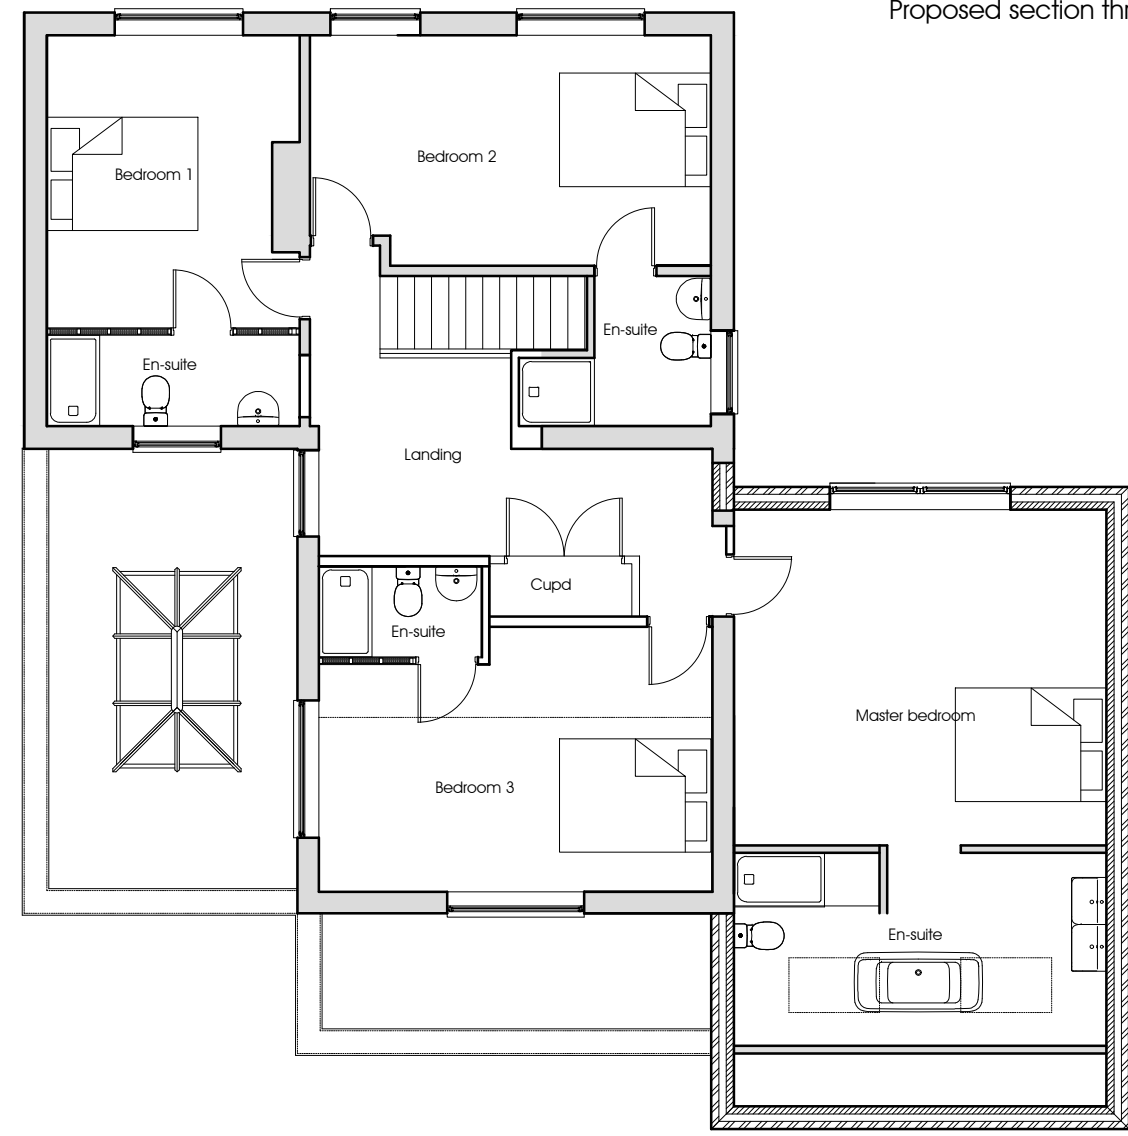 Proposed section thr
Bedroom 2
Bedroom 1
En-suite
En-suite
Landing
Cupd
En-suite
Master bedroom
Bedroom 3
En-suite